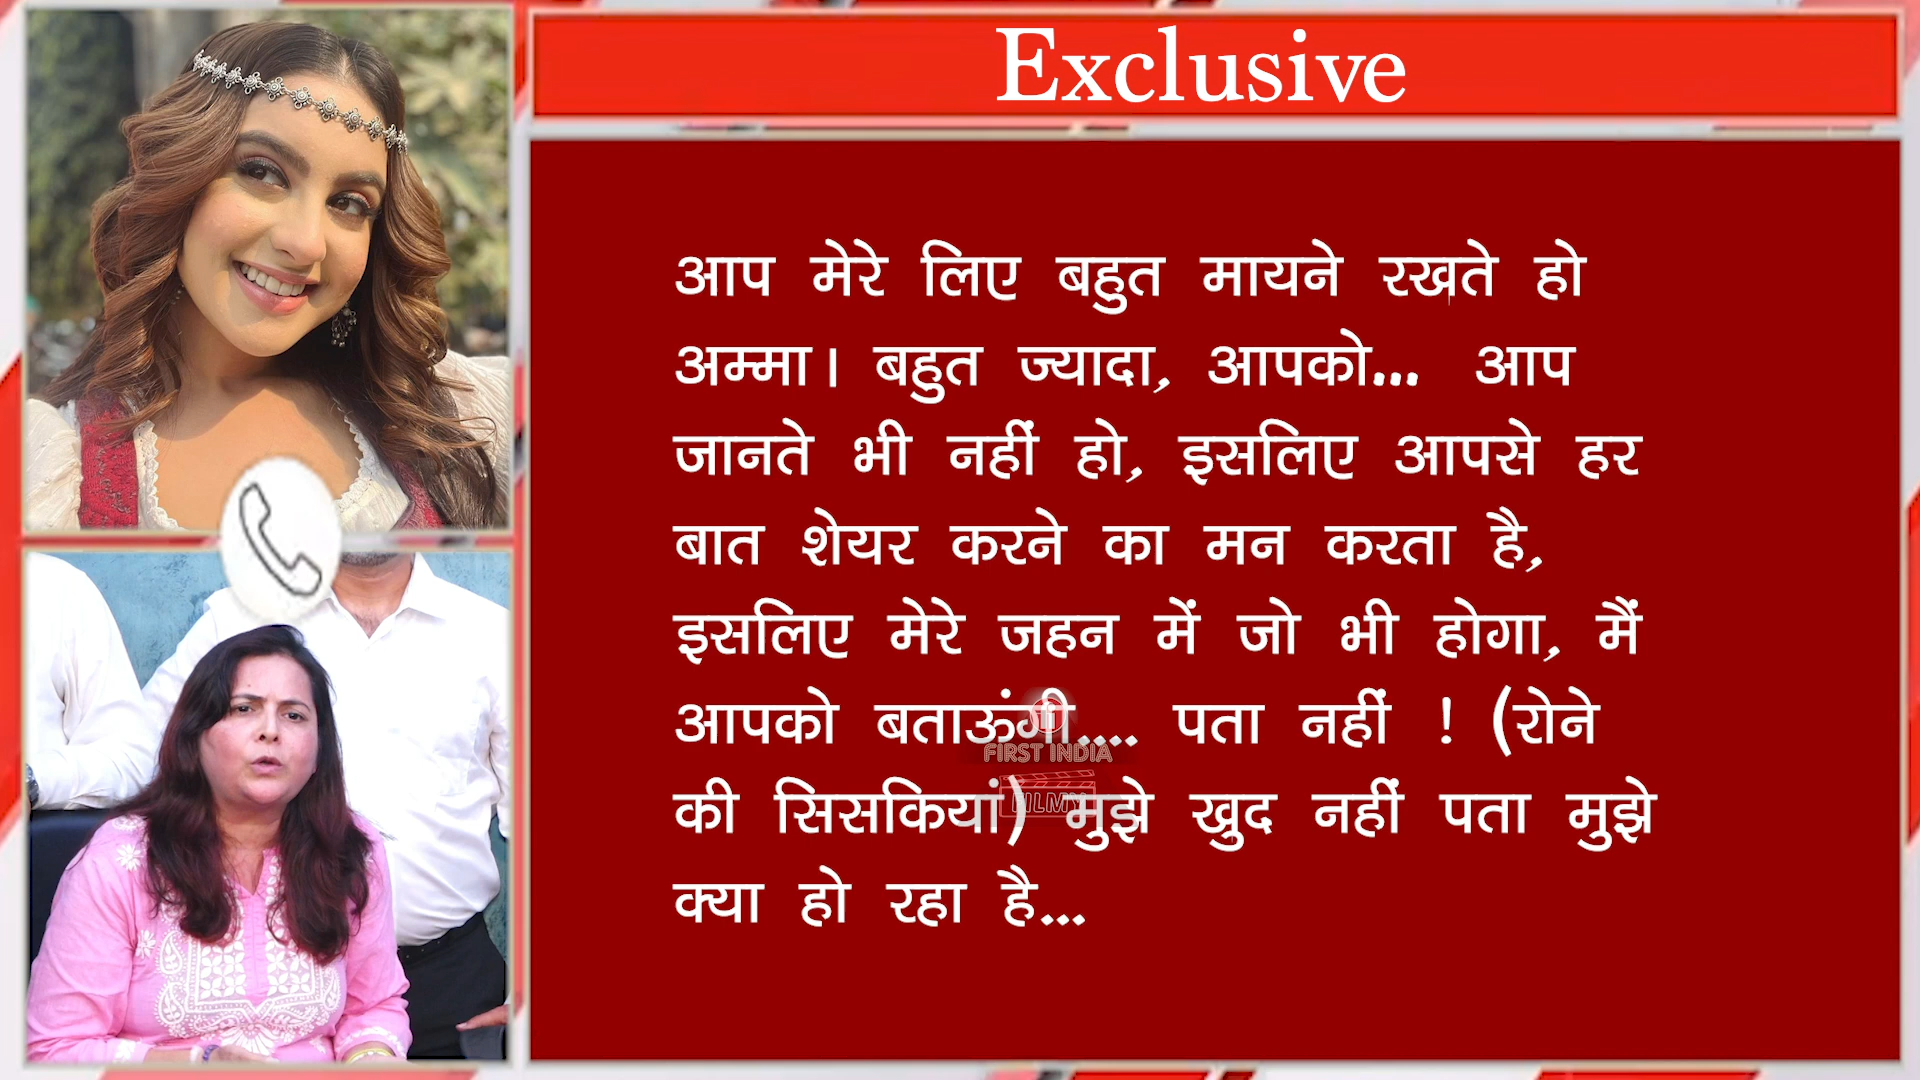 Exclusive
आप मेरे लिए बहुत मायने रखते हो
अम्मा। बहुत ज्यादा, आपको... आप
जानते भी नहीं हो, इसलिए आपसे हर
बात शेयर करने का मन करता है,
इसलिए मेरे जहन में जो भी होगा, मैं
आपको बताऊंगी.... पता नहीं ! (रोने
की सिसकियां) मुझे खुद नहीं पता मुझे
क्या हो रहा है...
FIRST INDIA
FILMY